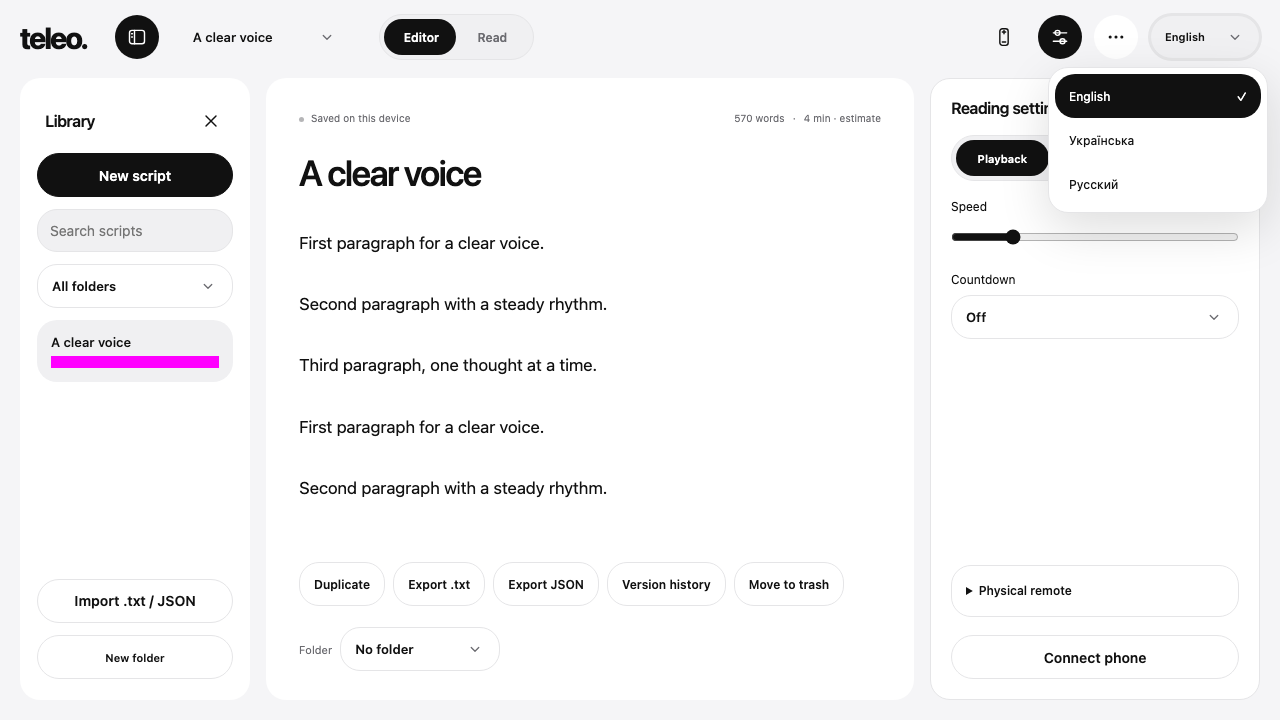 teleo.
A clear voice
Editor
Read
English
English
Українська
Русский
Library
New script
Search scripts
All folders
A clear voice
Import .txt / JSON
New folder
Saved on this device
570 words · 4 min · estimate
A clear voice
First paragraph for a clear voice.
Second paragraph with a steady rhythm.
Third paragraph, one thought at a time.
First paragraph for a clear voice.
Second paragraph with a steady rhythm.
Duplicate
Export .txt
Export JSON
Version history
Move to trash
Folder
No folder
Reading
Playback
Speed
Countdown
Off
Physical remote
Connect phone